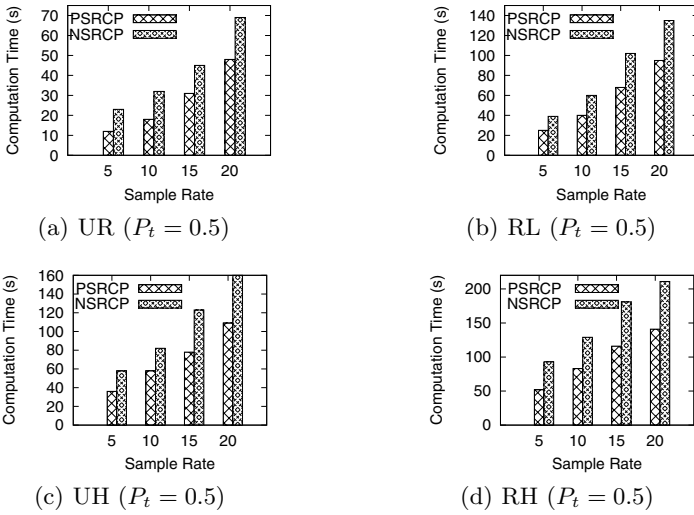 PSRCP
NSRCP
Computation Time (s)
70
60
50
40
30
20
10
0
5 10 15 20
Sample Rate
(a) UR (P_t = 0.5)
PSRCP
NSRCP
Computation Time (s)
140
120
100
80
60
40
20
0
5 10 15 20
Sample Rate
(b) RL (P_t = 0.5)
PSRCP
NSRCP
Computation Time (s)
160
140
120
100
80
60
40
20
0
5 10 15 20
Sample Rate
(c) UH (P_t = 0.5)
PSRCP
NSRCP
Computation Time (s)
200
150
100
50
0
5 10 15 20
Sample Rate
(d) RH (P_t = 0.5)